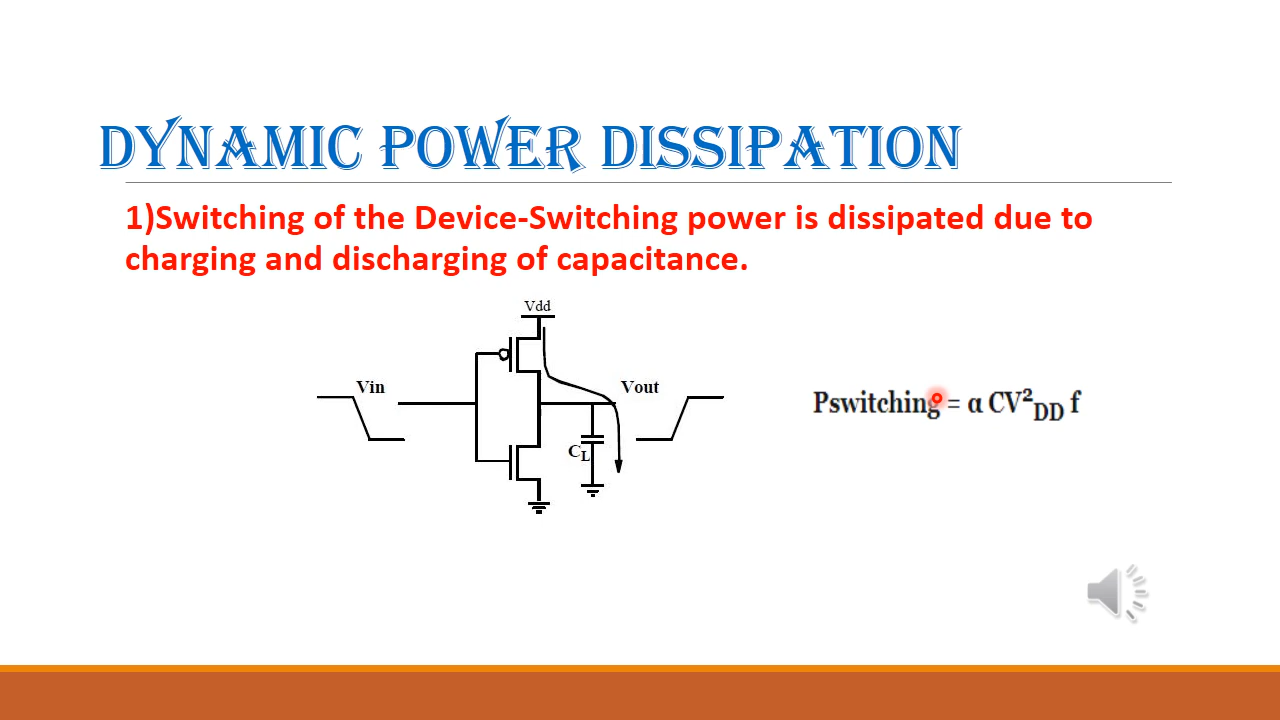 DYNAMIC POWER DISSIPATION
1)Switching of the Device-Switching power is dissipated due to
charging and discharging of capacitance.
Vdd
Vin
Vout
CL
Pswitching = α CV²DD f